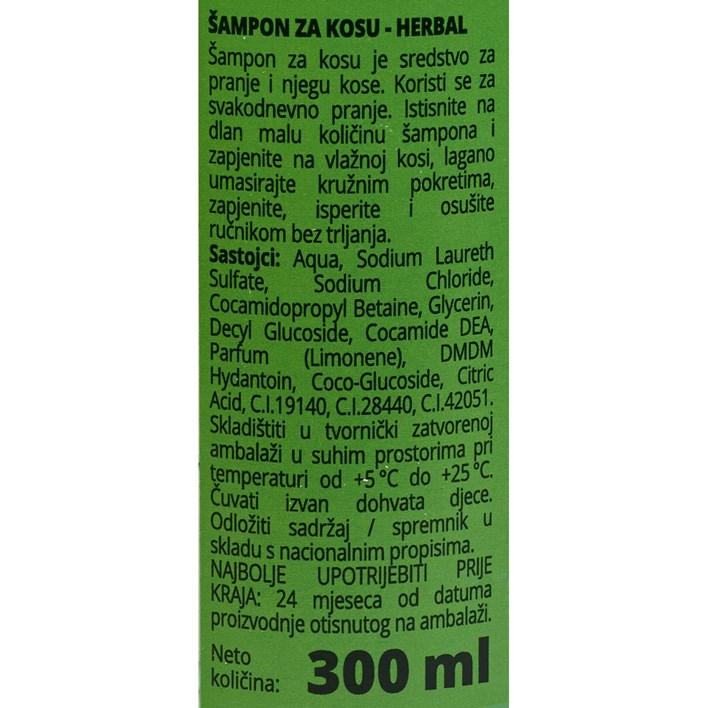 ŠAMPON ZA KOSU - HERBAL
Šampon za kosu je sredstvo za
pranje i njegu kose. Koristi se za
svakodnevno pranje. Istisnite na
dlan malu količinu šampona i
zapjenite na vlažnoj kosi, lagano
umasirajte kružnim pokretima,
zapjenite, isperite i osušite
ručnikom bez trljanja.
Sastojci: Aqua, Sodium Laureth
Sulfate, Sodium Chloride,
Cocamidopropyl Betaine, Glycerin,
Decyl Glucoside, Cocamide DEA,
Parfum (Limonene), DMDM
Hydantoin, Coco-Glucoside, Citric
Acid, C.I.19140, C.I.28440, C.I.42051.
Skladištiti u tvornički zatvorenoj
ambalaži u suhim prostorima pri
temperaturi od +5 °C do +25 °C.
Čuvati izvan dohvata djece.
Odložiti sadržaj / spremnik u
skladu s nacionalnim propisima.
NAJBOLJE UPOTRIJEBITI PRIJE
KRAJA: 24 mjeseca od datuma
proizvodnje otisnutog na ambalaži.
Neto
količina: 300 ml